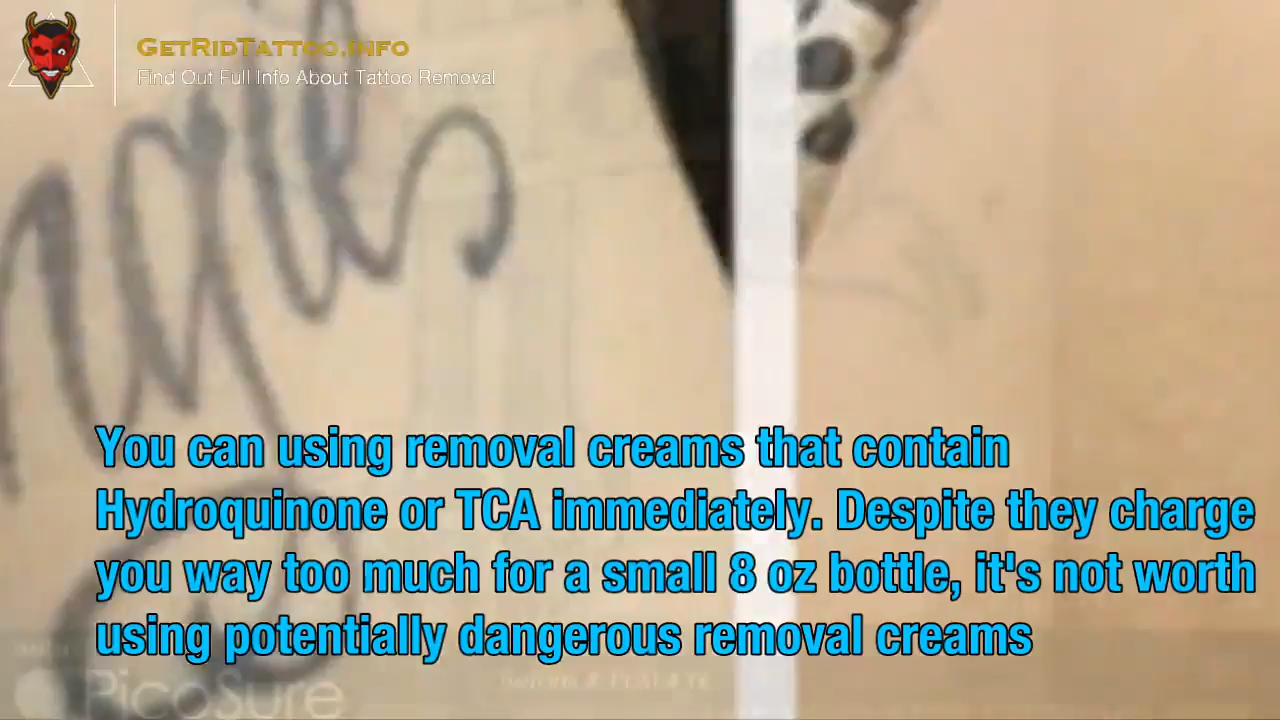 GetRidTattoo.info
Find Out Full Info About Tattoo Removal
You can using removal creams that contain
Hydroquinone or TCA immediately. Despite they charge
you way too much for a small 8 oz bottle, it's not worth
using potentially dangerous removal creams
PicoSure